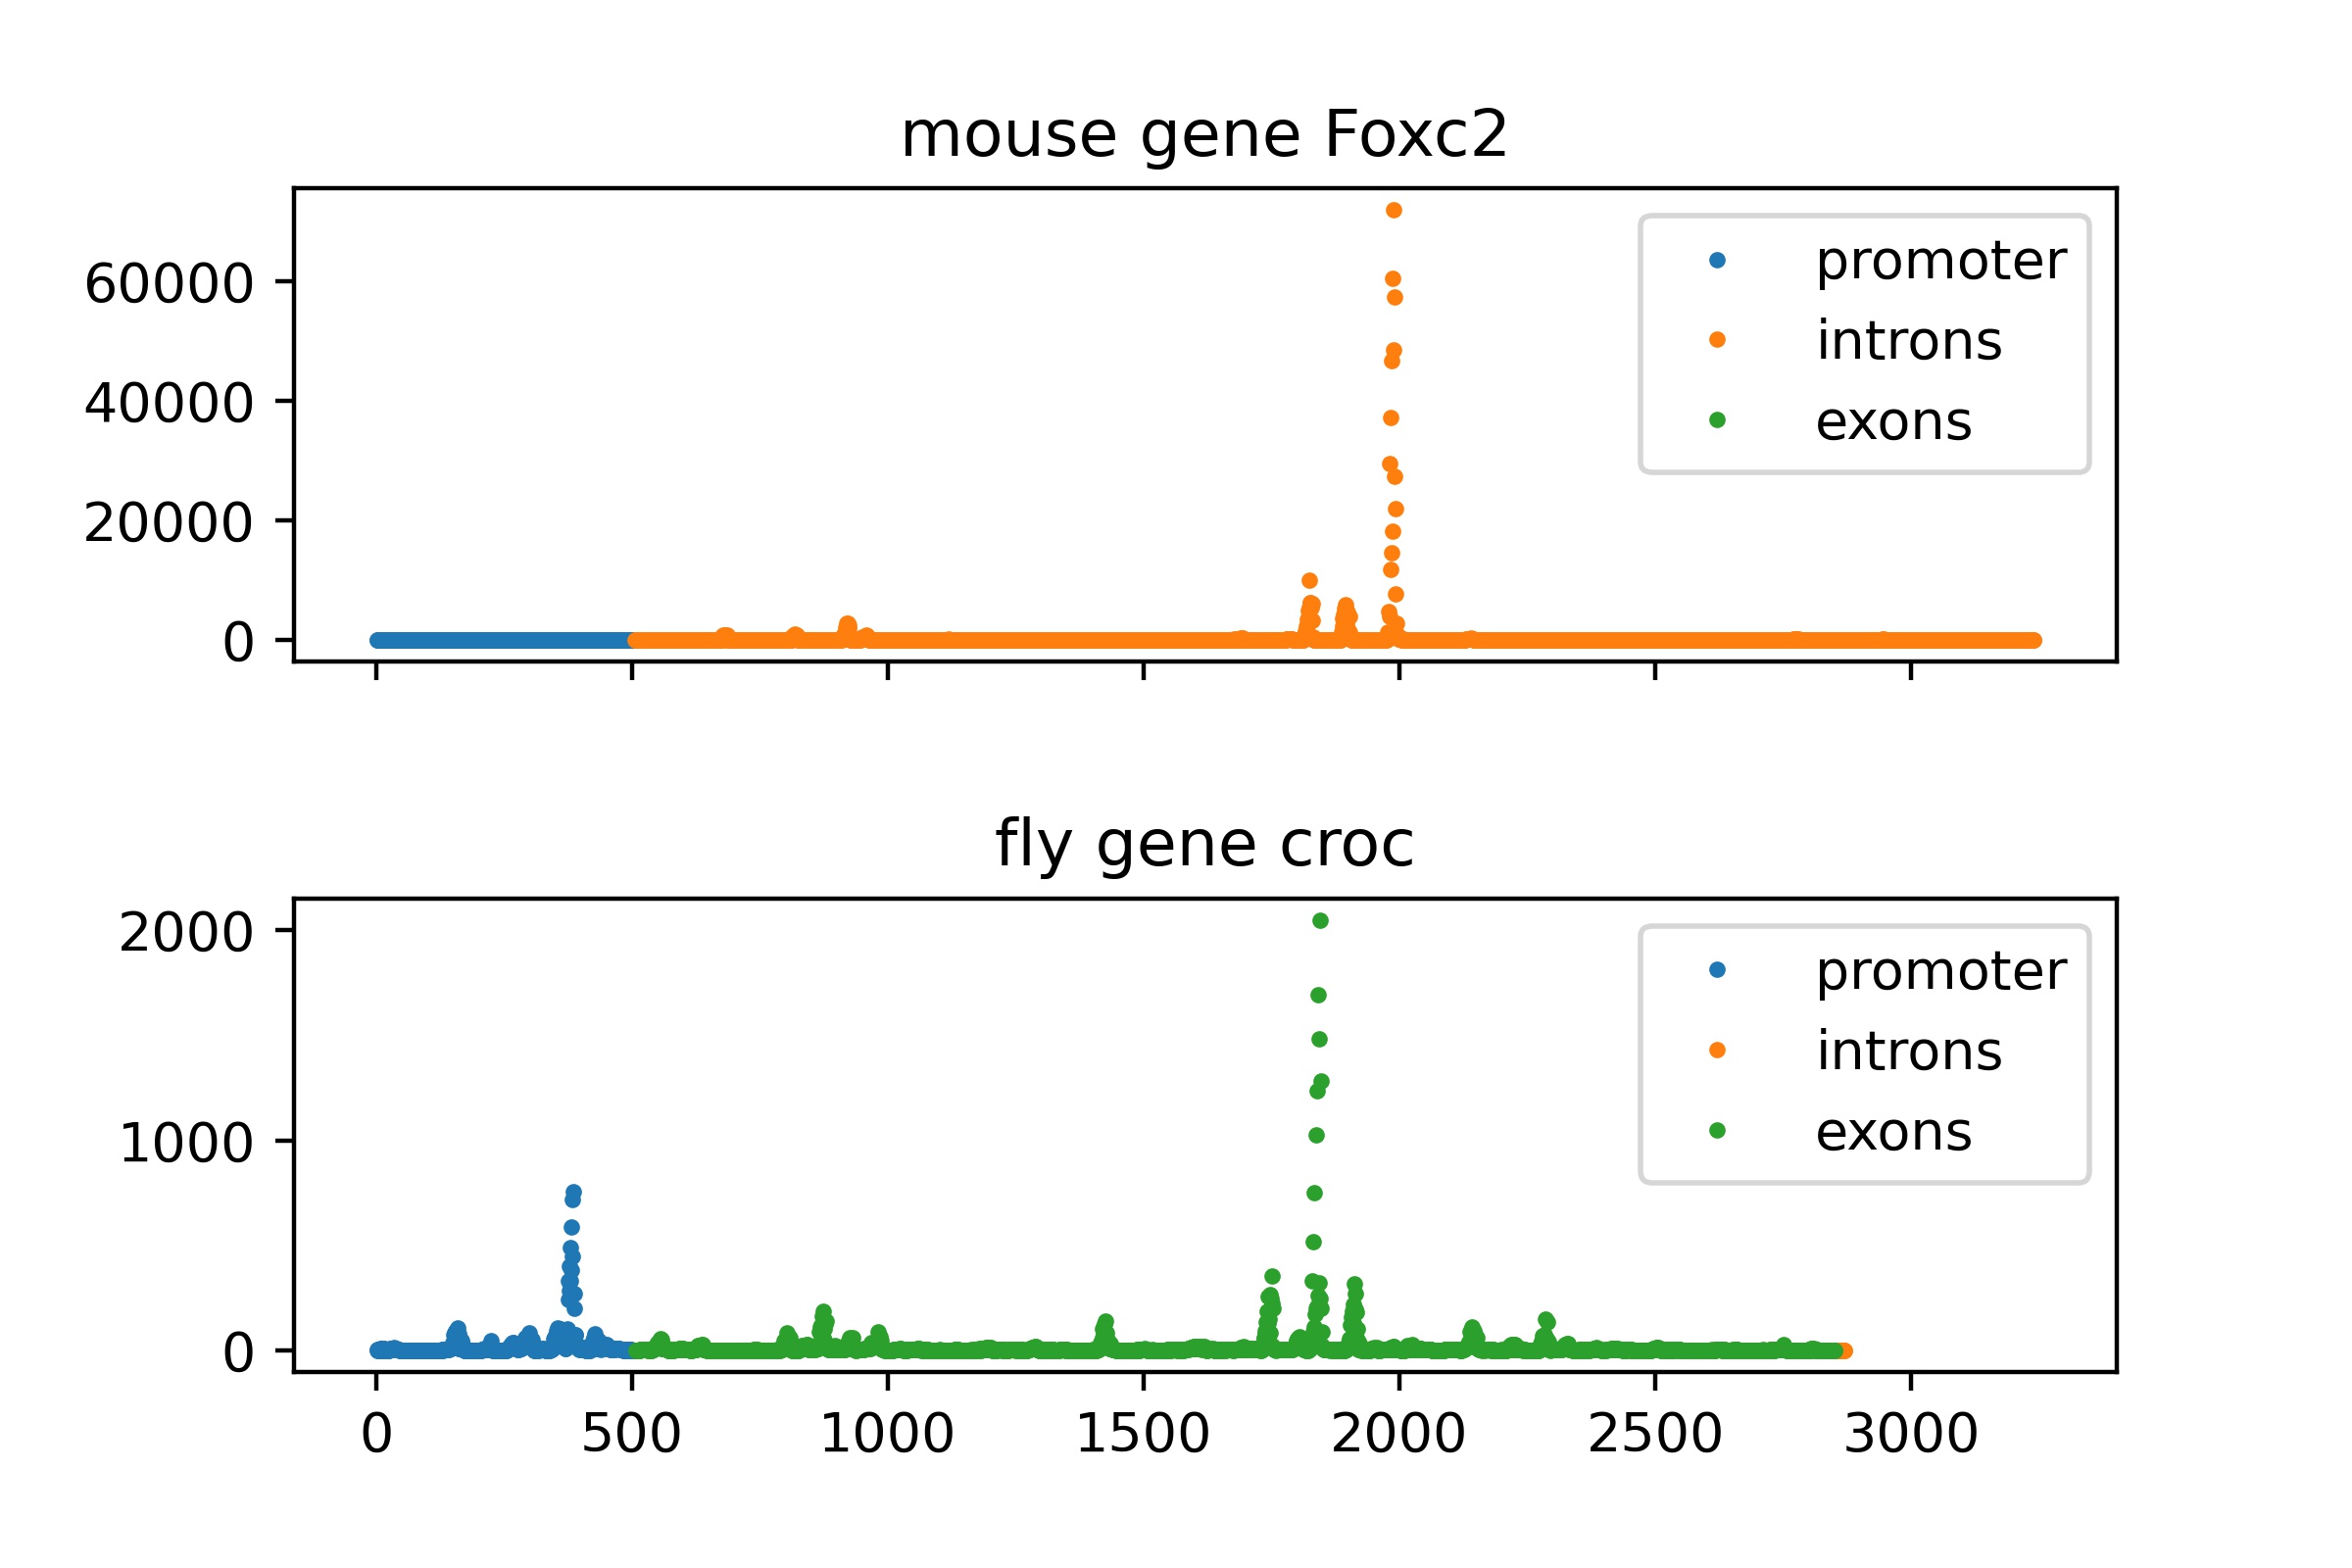 mouse gene Foxc2
60000
40000
20000
0
promoter
introns
exons
fly gene croc
2000
1000
0
promoter
introns
exons
0 500 1000 1500 2000 2500 3000